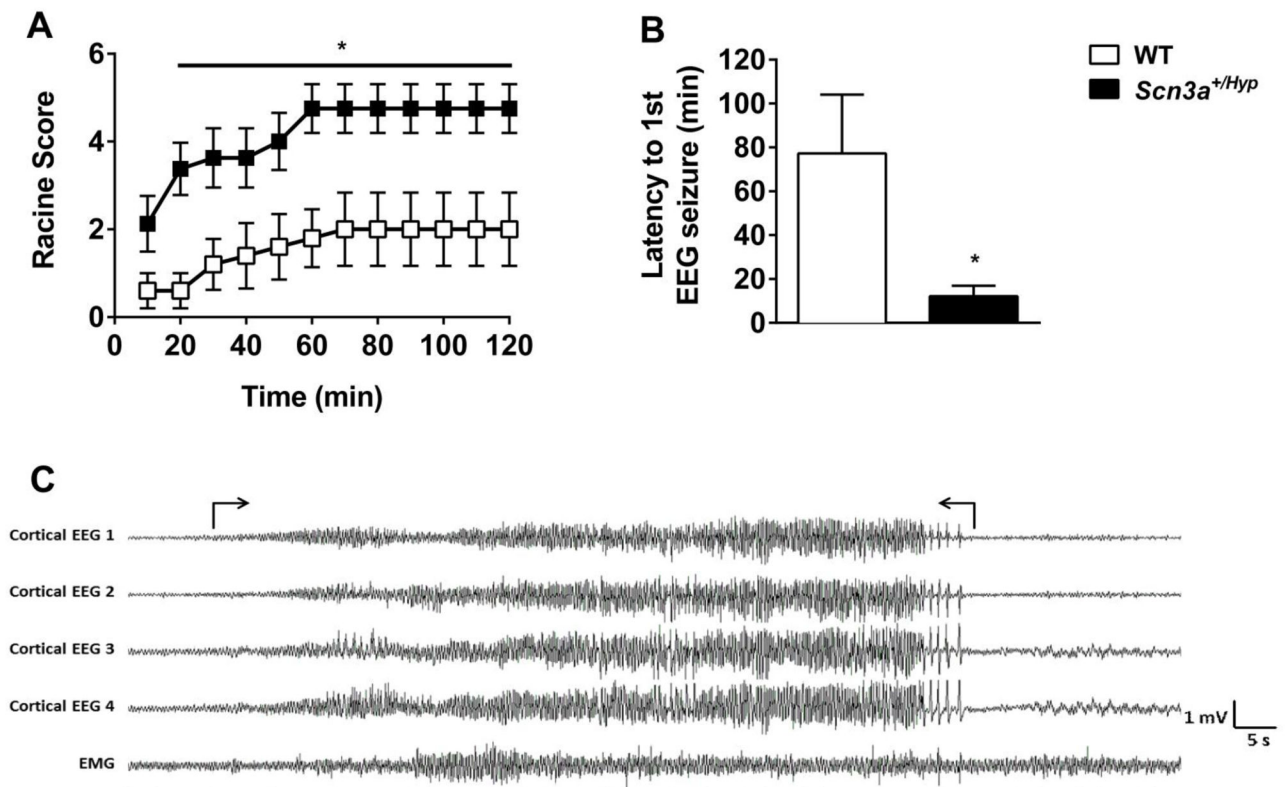 A
*
6
4
2
0
Racine Score
0 20 40 60 80 100 120
Time (min)
B
120
100
80
60
40
20
0
Latency to 1st
EEG seizure (min)
*
WT
Scn3a+/Hyp
C
Cortical EEG 1
Cortical EEG 2
Cortical EEG 3
Cortical EEG 4
EMG
1 mV
5 s